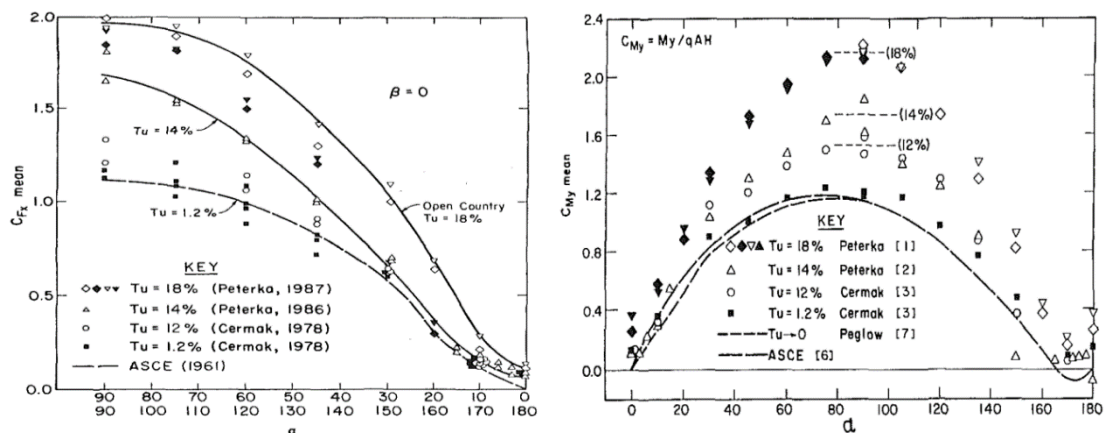 2.0
1.5
1.0
0.5
0.0
C_Fx mean
β = 0
Tu = 14%
Tu = 1.2%
Open Country
Tu = 18%
KEY
Tu = 18% (Peterka, 1987)
Tu = 14% (Peterka, 1986)
Tu = 12% (Cermak, 1978)
Tu = 1.2% (Cermak, 1978)
ASCE (1961)
90 75 60 45 30 20 10 0
90 100 110 120 130 140 150 160 170 180
α
2.4
2.0
1.6
1.2
0.8
0.4
0.0
C_My mean
C_My = My/qAH
(18%)
(14%)
(12%)
KEY
Tu = 18% Peterka [1]
Tu = 14% Peterka [2]
Tu = 12% Cermak [3]
Tu = 1.2% Cermak [3]
Tu→0 Peglow [7]
ASCE [6]
0 20 40 60 80 100 120 140 160 180
α